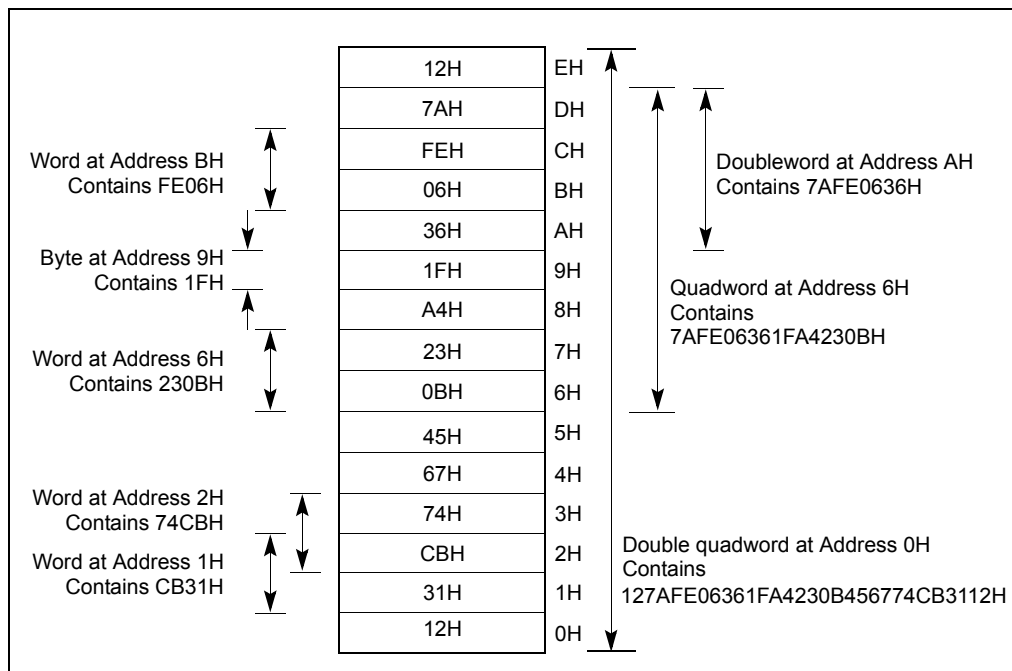 12H EH
7AH DH
FEH CH
06H BH
36H AH
1FH 9H
A4H 8H
23H 7H
0BH 6H
45H 5H
67H 4H
74H 3H
CBH 2H
31H 1H
12H 0H
Word at Address BH
Contains FE06H
Byte at Address 9H
Contains 1FH
Word at Address 6H
Contains 230BH
Word at Address 2H
Contains 74CBH
Word at Address 1H
Contains CB31H
Doubleword at Address AH
Contains 7AFE0636H
Quadword at Address 6H
Contains
7AFE06361FA4230BH
Double quadword at Address 0H
Contains
127AFE06361FA4230B456774CB3112H